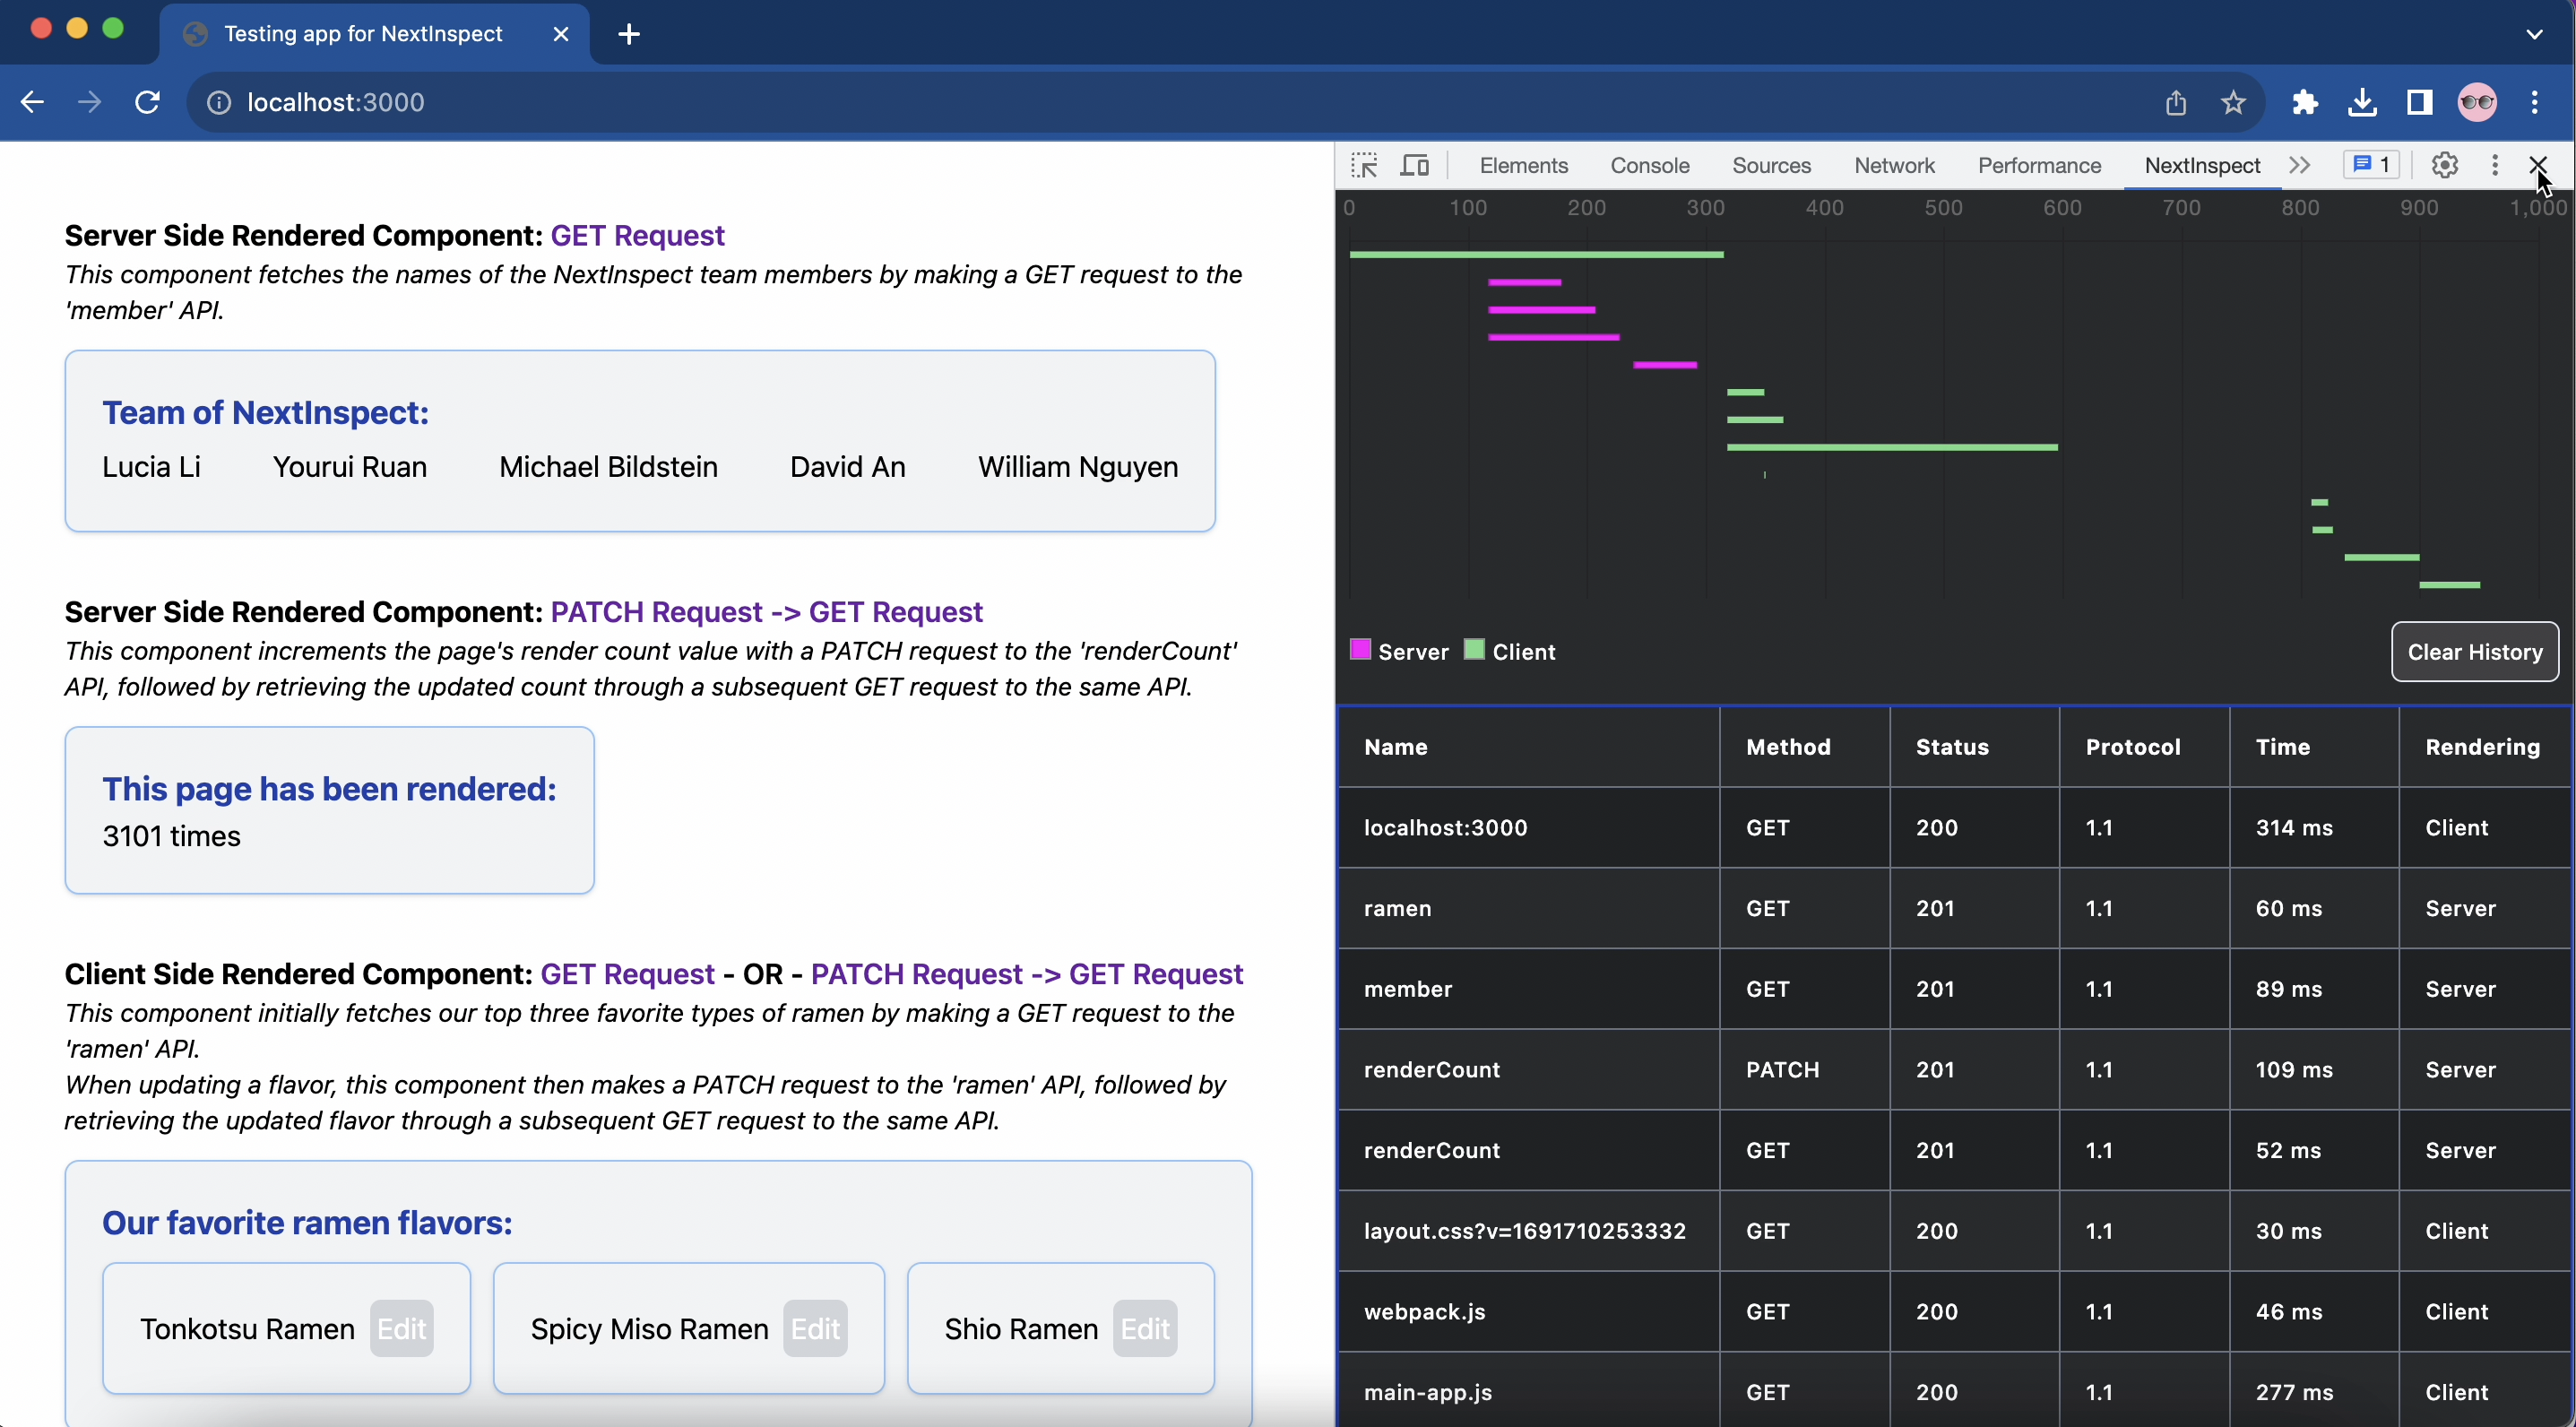 Testing app for NextInspect
localhost:3000
Server Side Rendered Component: GET Request
This component fetches the names of the NextInspect team members by making a GET request to the
'member' API.
Team of NextInspect:
Lucia Li Yourui Ruan Michael Bildstein David An William Nguyen
Server Side Rendered Component: PATCH Request -> GET Request
This component increments the page's render count value with a PATCH request to the 'renderCount'
API, followed by retrieving the updated count through a subsequent GET request to the same API.
This page has been rendered:
3101 times
Client Side Rendered Component: GET Request - OR - PATCH Request -> GET Request
This component initially fetches our top three favorite types of ramen by making a GET request to the
'ramen' API.
When updating a flavor, this component then makes a PATCH request to the 'ramen' API, followed by
retrieving the updated flavor through a subsequent GET request to the same API.
Our favorite ramen flavors:
Tonkotsu Ramen Edit Spicy Miso Ramen Edit Shio Ramen Edit
Elements Console Sources Network Performance NextInspect 1
0 100 200 300 400 500 600 700 800 900 1,000
Server Client
Clear History
Name Method Status Protocol Time Rendering
localhost:3000 GET 200 1.1 314 ms Client
ramen GET 201 1.1 60 ms Server
member GET 201 1.1 89 ms Server
renderCount PATCH 201 1.1 109 ms Server
renderCount GET 201 1.1 52 ms Server
layout.css?v=1691710253332 GET 200 1.1 30 ms Client
webpack.js GET 200 1.1 46 ms Client
main-app.js GET 200 1.1 277 ms Client